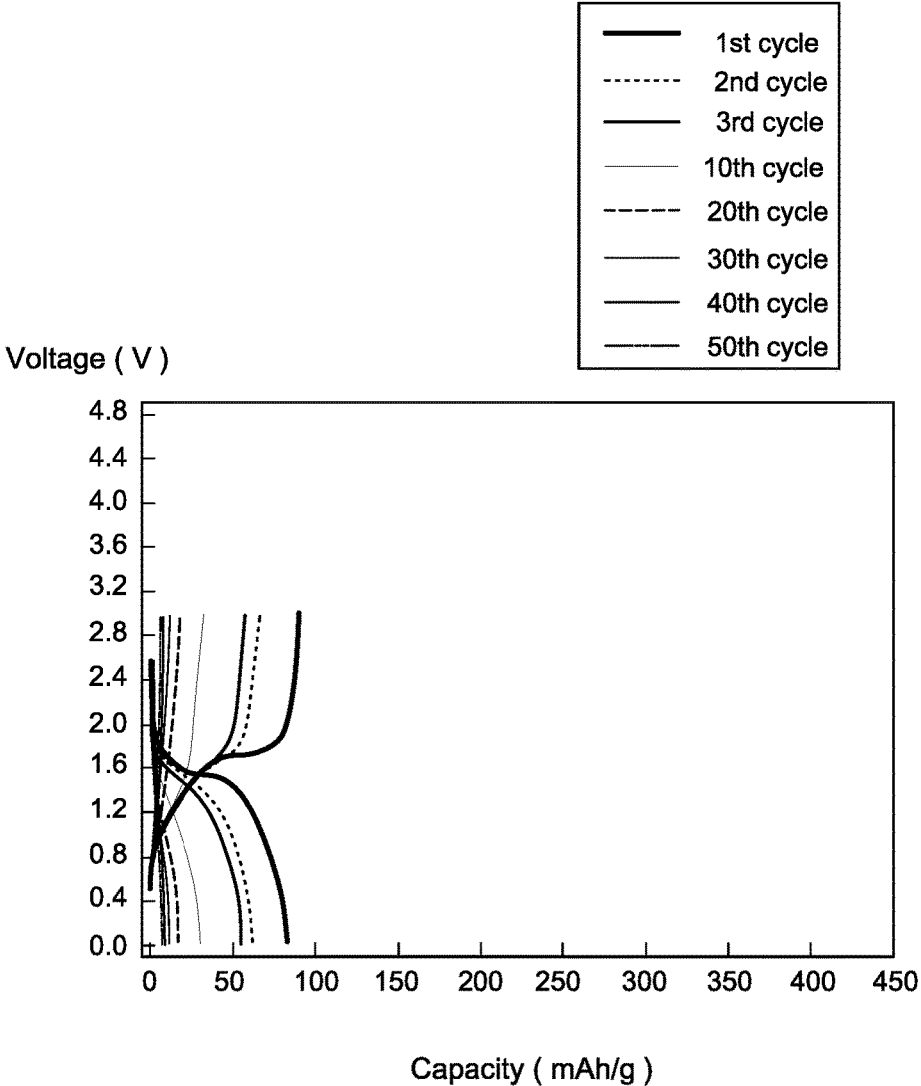 1st cycle
2nd cycle
3rd cycle
10th cycle
20th cycle
30th cycle
40th cycle
50th cycle
Voltage ( V )
4.8
4.4
4.0
3.6
3.2
2.8
2.4
2.0
1.6
1.2
0.8
0.4
0.0
0 50 100 150 200 250 300 350 400 450
Capacity ( mAh/g )